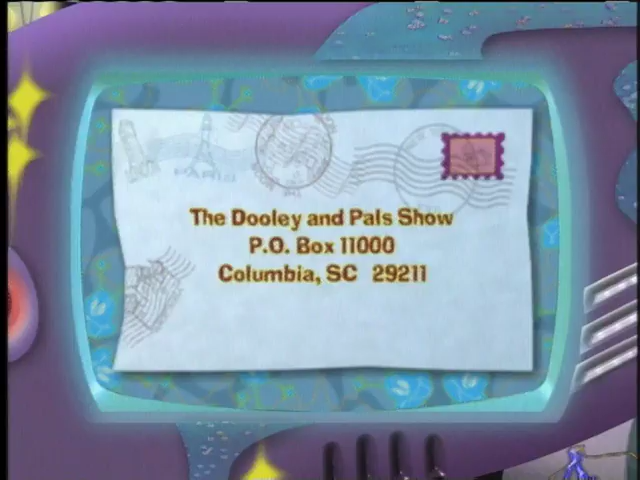 The Dooley and Pals Show
P.O. Box 11000
Columbia, SC 29211